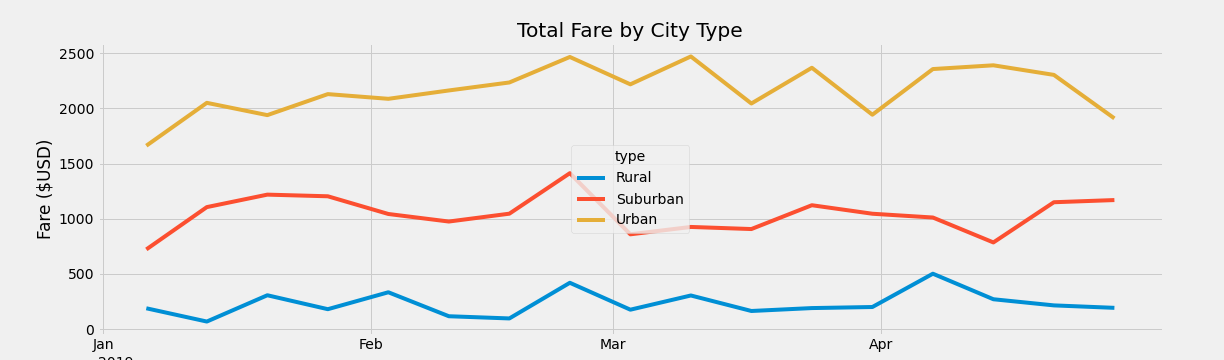 Total Fare by City Type
Fare ($USD)
2500
2000
1500
1000
500
0
type
Rural
Suburban
Urban
Jan
Feb
Mar
Apr